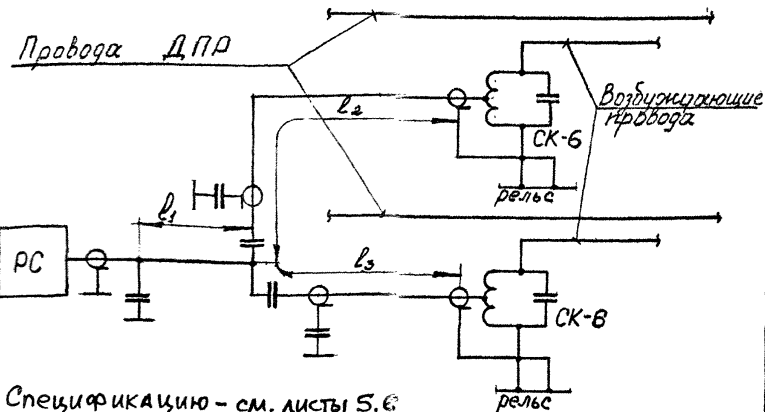 Провода ДПР
Возбуждающие
провода
l₂
СК-6
рельс
l₁
РС
l₃
СК-6
рельс
Спецификацию - см. листы 5,6